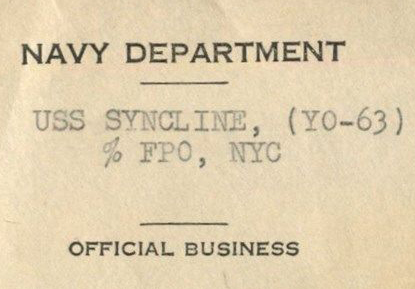 NAVY DEPARTMENT
USS SYNCLINE, (YO-63)
% FPO, NYC
OFFICIAL BUSINESS